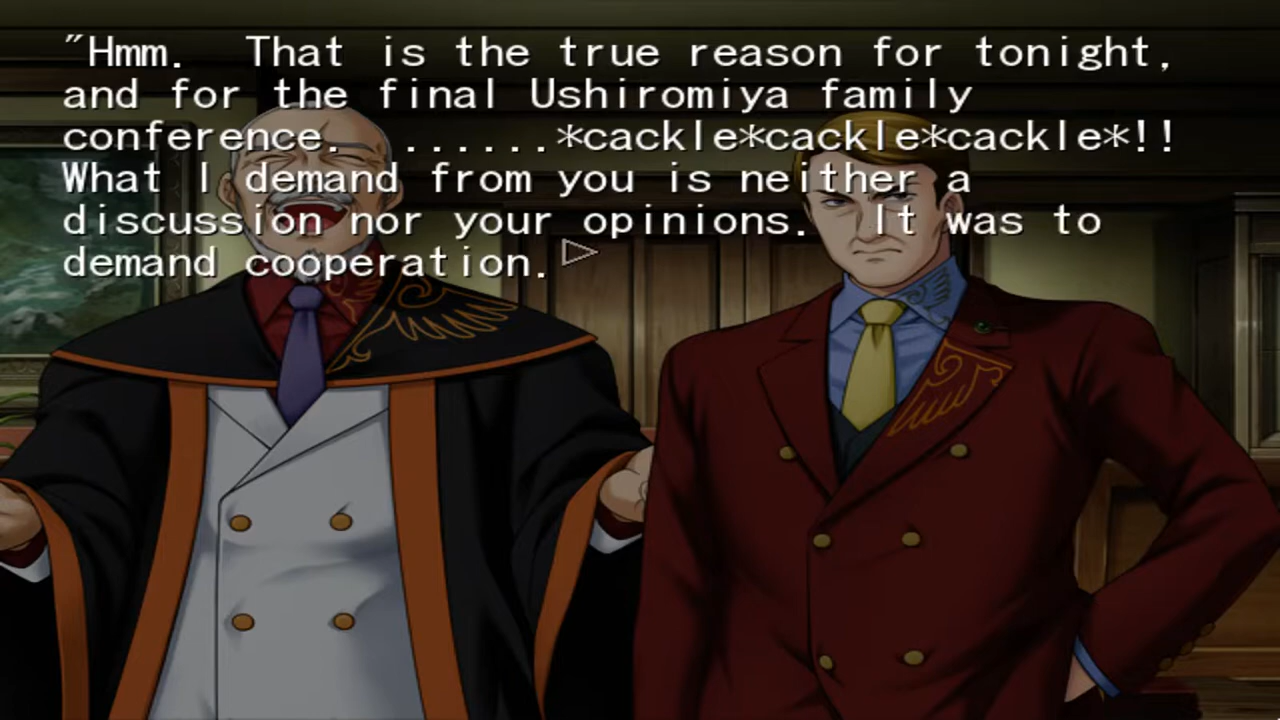 "Hmm.  That is the true reason for tonight,
and for the final Ushiromiya family
conference.  ......*cackle*cackle*cackle*!!
What I demand from you is neither a
discussion nor your opinions.  It was to
demand cooperation.